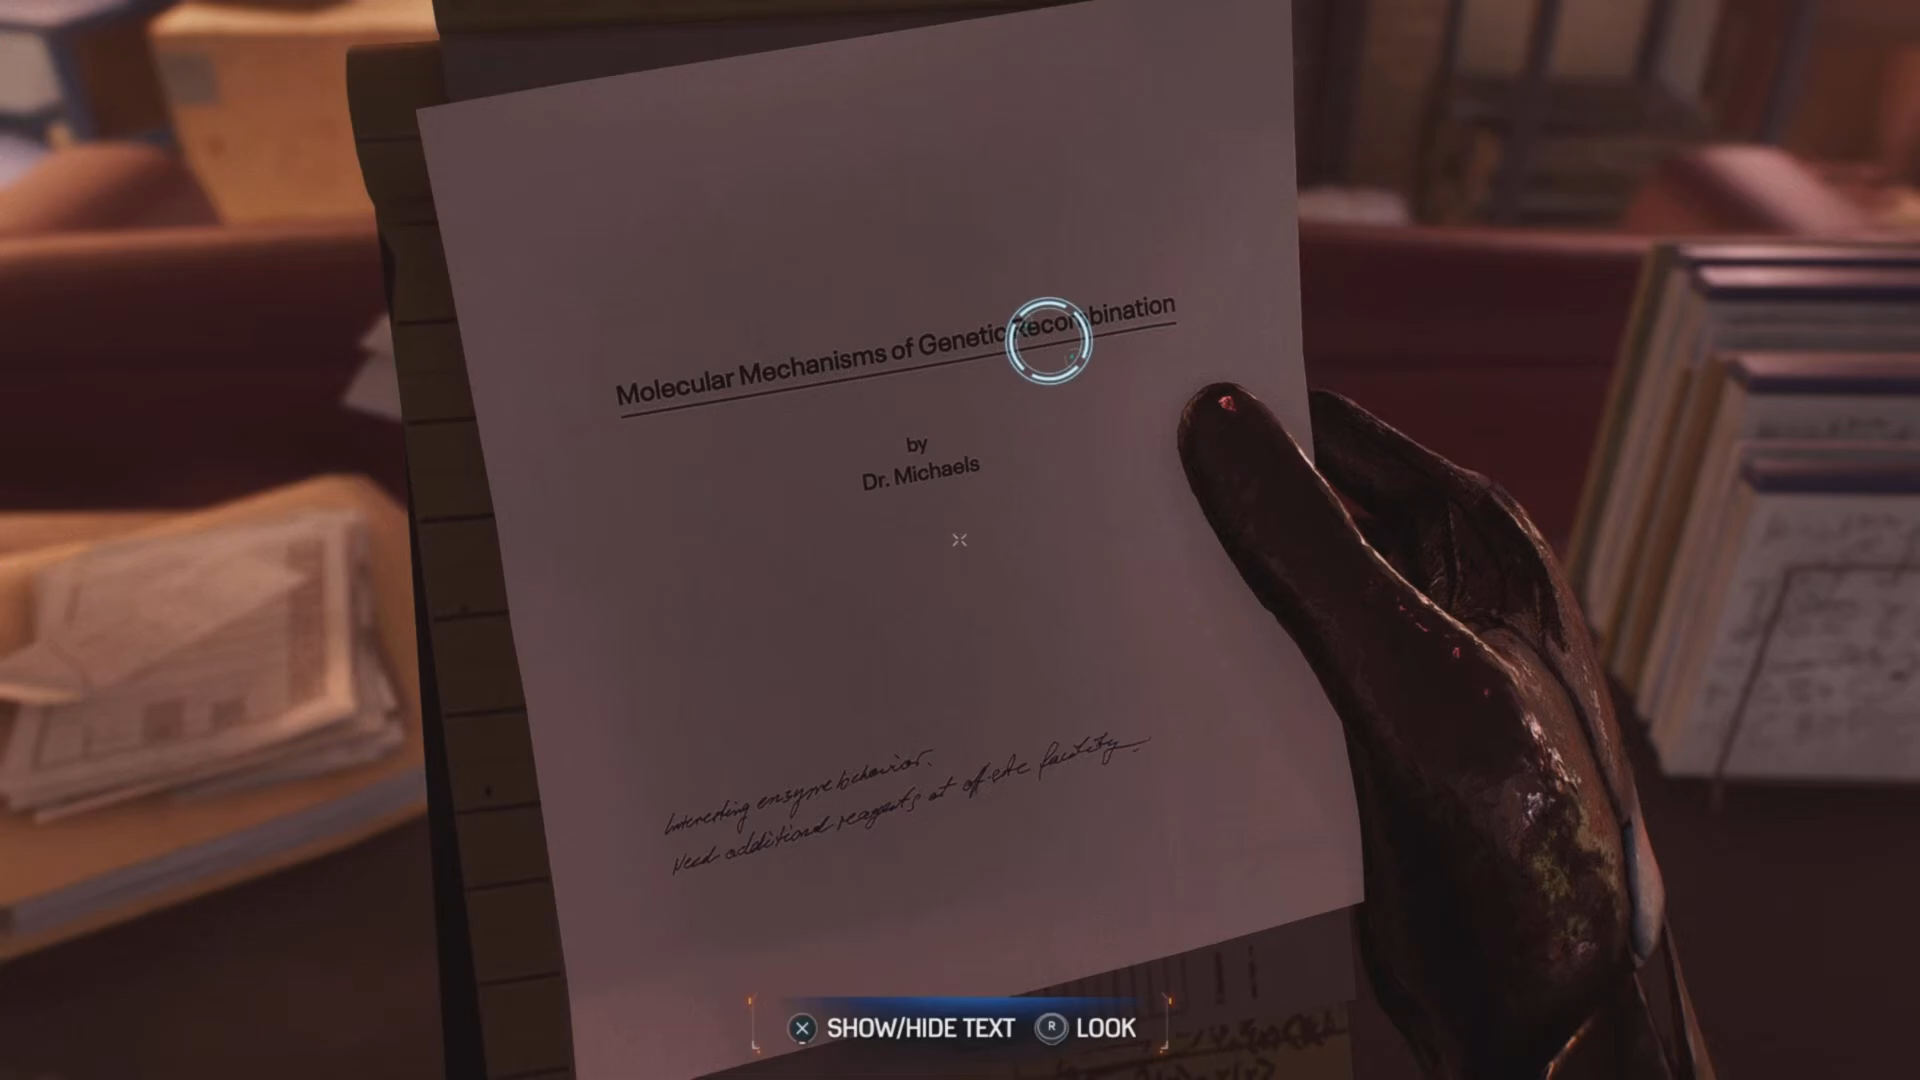 Molecular Mechanisms of Genetic Recombination
by
Dr. Michaels
Interesting enzyme behavior.
Need additional reagents at off-site facility.
SHOW/HIDE TEXT R LOOK